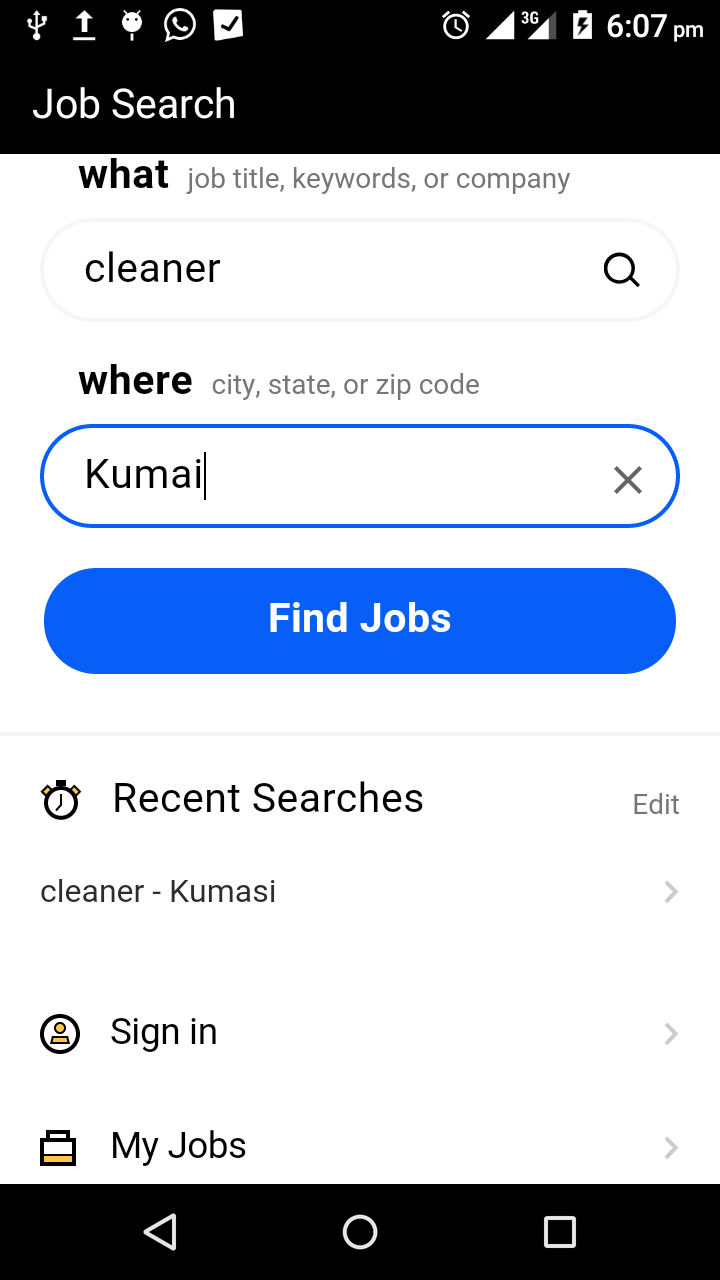 3G 6:07 pm
Job Search
what job title, keywords, or company
cleaner
where city, state, or zip code
Kumai
Find Jobs
Recent Searches Edit
cleaner - Kumasi
Sign in
My Jobs